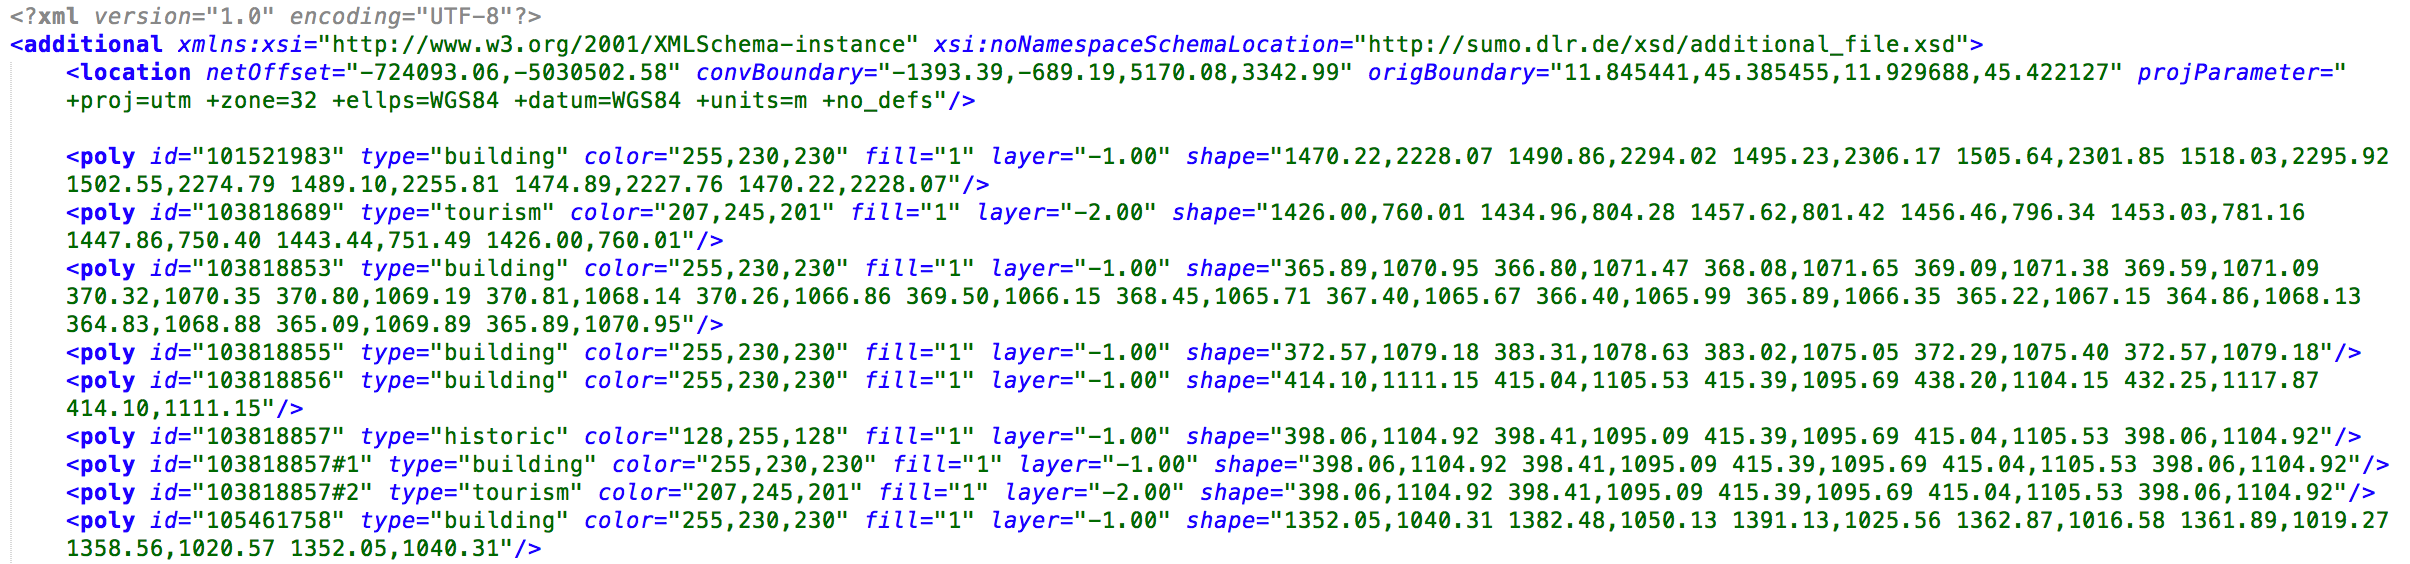 <?xml version="1.0" encoding="UTF-8"?>
<additional xmlns:xsi="http://www.w3.org/2001/XMLSchema-instance" xsi:noNamespaceSchemaLocation="http://sumo.dlr.de/xsd/additional_file.xsd">
<location netOffset="-724093.06,-5030502.58" convBoundary="-1393.39,-689.19,5170.08,3342.99" origBoundary="11.845441,45.385455,11.929688,45.422127" projParameter="
+proj=utm +zone=32 +ellps=WGS84 +datum=WGS84 +units=m +no_defs"/>
<poly id="101521983" type="building" color="255,230,230" fill="1" layer="-1.00" shape="1470.22,2228.07 1490.86,2294.02 1495.23,2306.17 1505.64,2301.85 1518.03,2295.92
1502.55,2274.79 1489.10,2255.81 1474.89,2227.76 1470.22,2228.07"/>
<poly id="103818689" type="tourism" color="207,245,201" fill="1" layer="-2.00" shape="1426.00,760.01 1434.96,804.28 1457.62,801.42 1456.46,796.34 1453.03,781.16
1447.86,750.40 1443.44,751.49 1426.00,760.01"/>
<poly id="103818853" type="building" color="255,230,230" fill="1" layer="-1.00" shape="365.89,1070.95 366.80,1071.47 368.08,1071.65 369.09,1071.38 369.59,1071.09
370.32,1070.35 370.80,1069.19 370.81,1068.14 370.26,1066.86 369.50,1066.15 368.45,1065.71 367.40,1065.67 366.40,1065.99 365.89,1066.35 365.22,1067.15 364.86,1068.13
364.83,1068.88 365.09,1069.89 365.89,1070.95"/>
<poly id="103818855" type="building" color="255,230,230" fill="1" layer="-1.00" shape="372.57,1079.18 383.31,1078.63 383.02,1075.05 372.29,1075.40 372.57,1079.18"/>
<poly id="103818856" type="building" color="255,230,230" fill="1" layer="-1.00" shape="414.10,1111.15 415.04,1105.53 415.39,1095.69 438.20,1104.15 432.25,1117.87
414.10,1111.15"/>
<poly id="103818857" type="historic" color="128,255,128" fill="1" layer="-1.00" shape="398.06,1104.92 398.41,1095.09 415.39,1095.69 415.04,1105.53 398.06,1104.92"/>
<poly id="103818857#1" type="building" color="255,230,230" fill="1" layer="-1.00" shape="398.06,1104.92 398.41,1095.09 415.39,1095.69 415.04,1105.53 398.06,1104.92"/>
<poly id="103818857#2" type="tourism" color="207,245,201" fill="1" layer="-2.00" shape="398.06,1104.92 398.41,1095.09 415.39,1095.69 415.04,1105.53 398.06,1104.92"/>
<poly id="105461758" type="building" color="255,230,230" fill="1" layer="-1.00" shape="1352.05,1040.31 1382.48,1050.13 1391.13,1025.56 1362.87,1016.58 1361.89,1019.27
1358.56,1020.57 1352.05,1040.31"/>